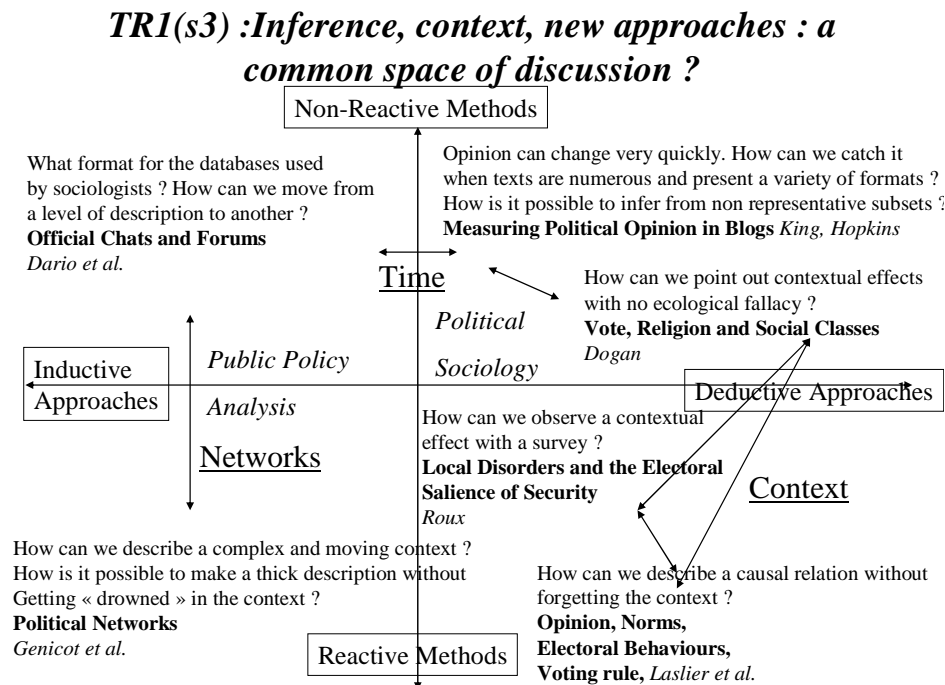 TR1(s3) :Inference, context, new approaches : a
common space of discussion ?
Non-Reactive Methods
What format for the databases used
by sociologists ? How can we move from
a level of description to another ?
Official Chats and Forums
Dario et al.
Opinion can change very quickly. How can we catch it
when texts are numerous and present a variety of formats ?
How is it possible to infer from non representative subsets ?
Measuring Political Opinion in Blogs King, Hopkins
Time
How can we point out contextual effects
with no ecological fallacy ?
Vote, Religion and Social Classes
Dogan
Political
Sociology
Public Policy
Analysis
Inductive
Approaches
Deductive Approaches
Networks
How can we observe a contextual
effect with a survey ?
Local Disorders and the Electoral
Salience of Security
Roux
Context
How can we describe a complex and moving context ?
How is it possible to make a thick description without
Getting « drowned » in the context ?
Political Networks
Genicot et al.
Reactive Methods
How can we describe a causal relation without
forgetting the context ?
Opinion, Norms,
Electoral Behaviours,
Voting rule, Laslier et al.